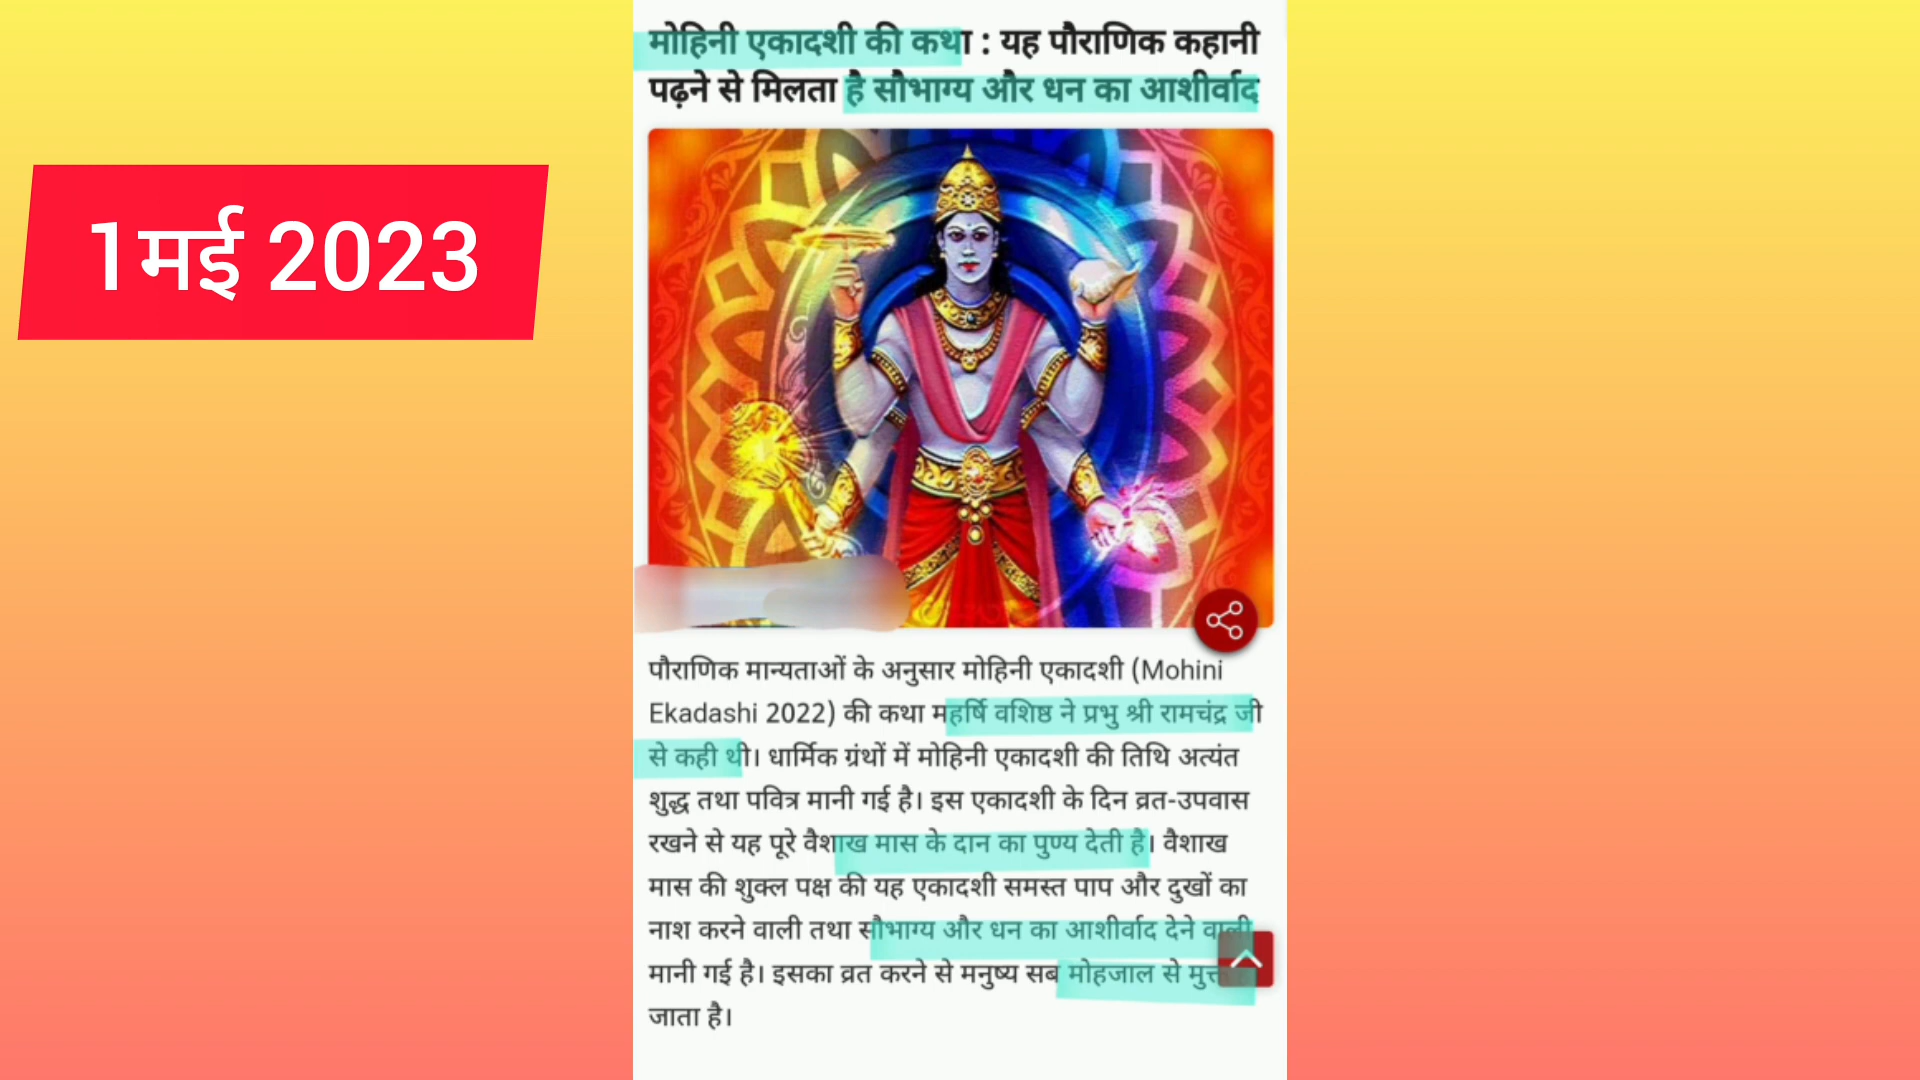 1मई 2023
मोहिनी एकादशी की कथा : यह पौराणिक कहानी
पढ़ने से मिलता है सौभाग्य और धन का आशीर्वाद
पौराणिक मान्यताओं के अनुसार मोहिनी एकादशी (Mohini
Ekadashi 2022) की कथा महर्षि वशिष्ठ ने प्रभु श्री रामचंद्र जी
से कही थी। धार्मिक ग्रंथों में मोहिनी एकादशी की तिथि अत्यंत
शुद्ध तथा पवित्र मानी गई है। इस एकादशी के दिन व्रत-उपवास
रखने से यह पूरे वैशाख मास के दान का पुण्य देती है। वैशाख
मास की शुक्ल पक्ष की यह एकादशी समस्त पाप और दुखों का
नाश करने वाली तथा सौभाग्य और धन का आशीर्वाद देने वाली
मानी गई है। इसका व्रत करने से मनुष्य सब मोहजाल से
जाता है।